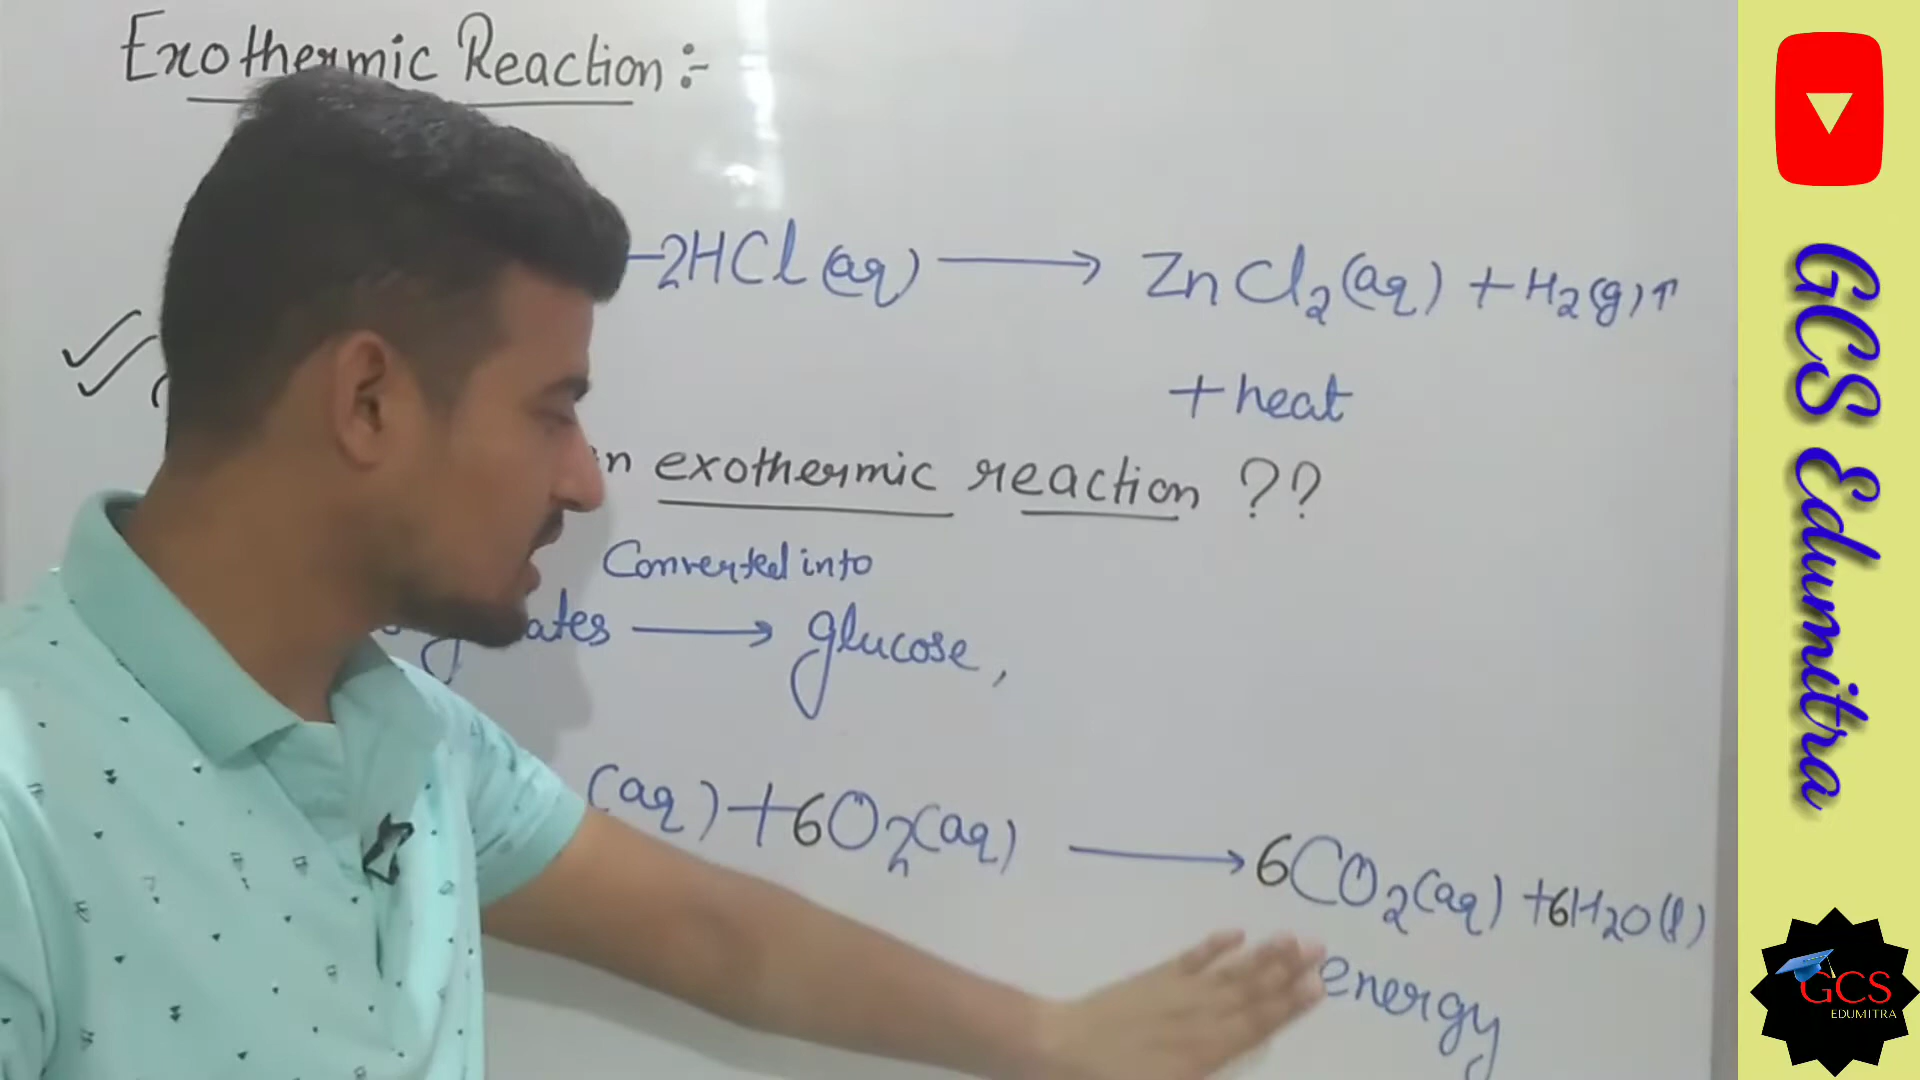 Exothermic Reaction :-
2HCl (aq) → ZnCl₂(aq) + H₂(g)↑
+ heat
exothermic reaction ??
Converted into
→ glucose,
(aq) + 6O₂(aq) → 6CO₂(aq) + 6H₂O(l)
energy
GCS Edumitra
GCS
EDUMITRA